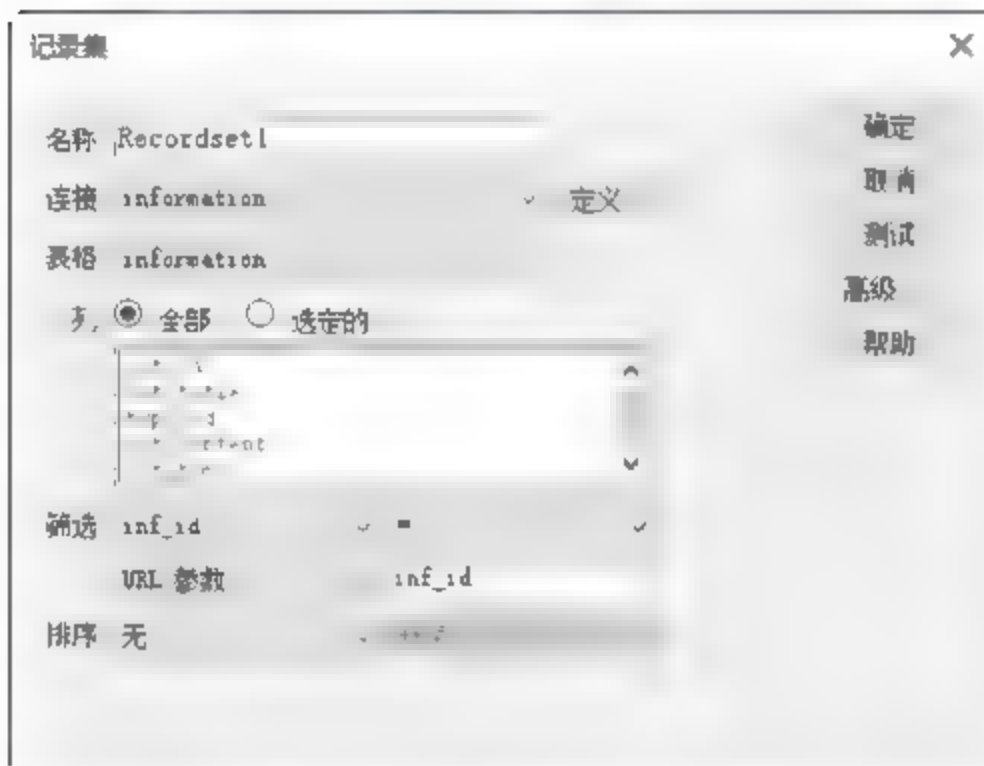 记录集
名称 Recordset1
确定
连接 information 定义
取消
表格 information
测试
全部 选定的
高级
帮助
筛选 inf_id =
URL 参数 inf_id
排序 无